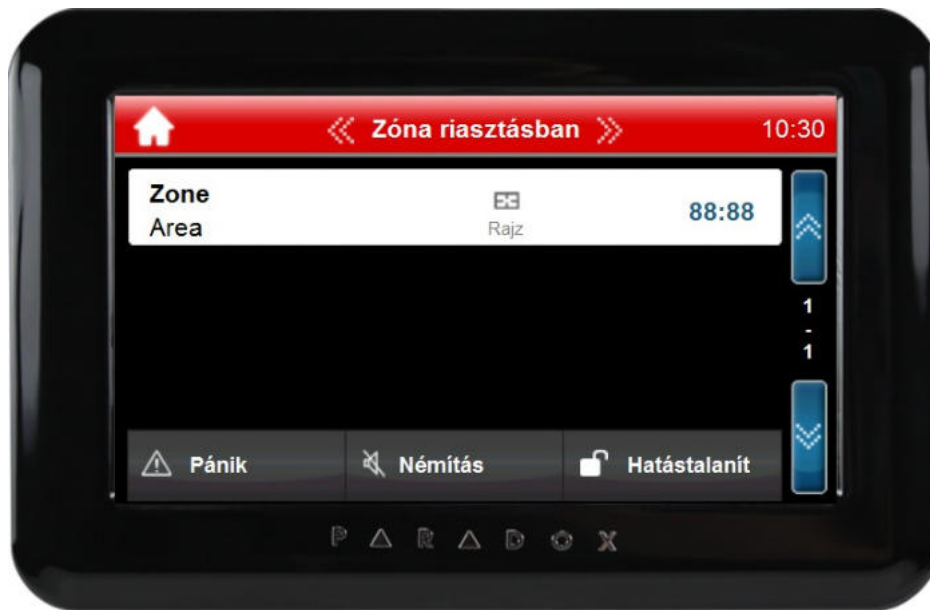 Zóna riasztásban
10:30
Zone
Area
Rajz
88:88
1
-
1
Pánik
Némítás
Hatástalanít
PARADOX